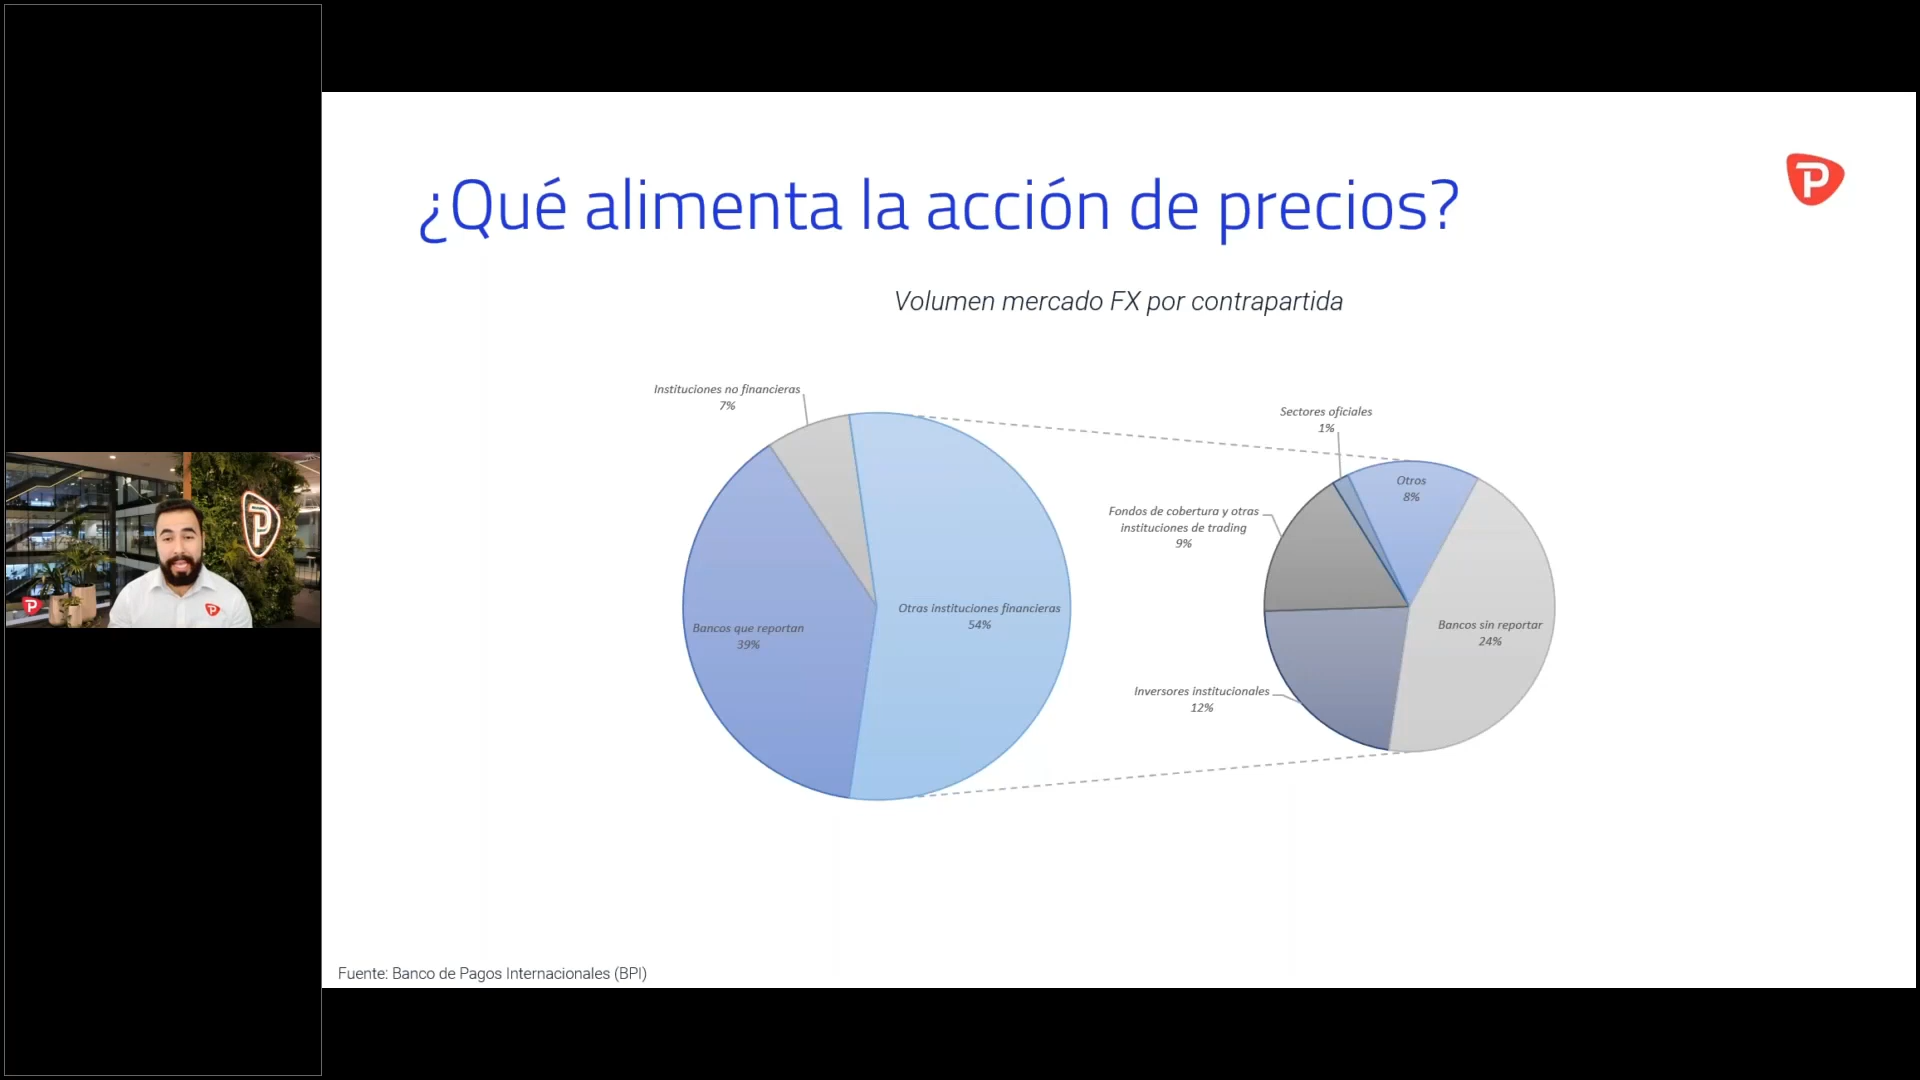 ¿Qué alimenta la acción de precios?
Volumen mercado FX por contrapartida
Instituciones no financieras
7%
Otras instituciones financieras
54%
Bancos que reportan
39%
Sectores oficiales
1%
Otros
8%
Fondos de cobertura y otras
instituciones de trading
9%
Bancos sin reportar
24%
Inversores institucionales
12%
Fuente: Banco de Pagos Internacionales (BPI)